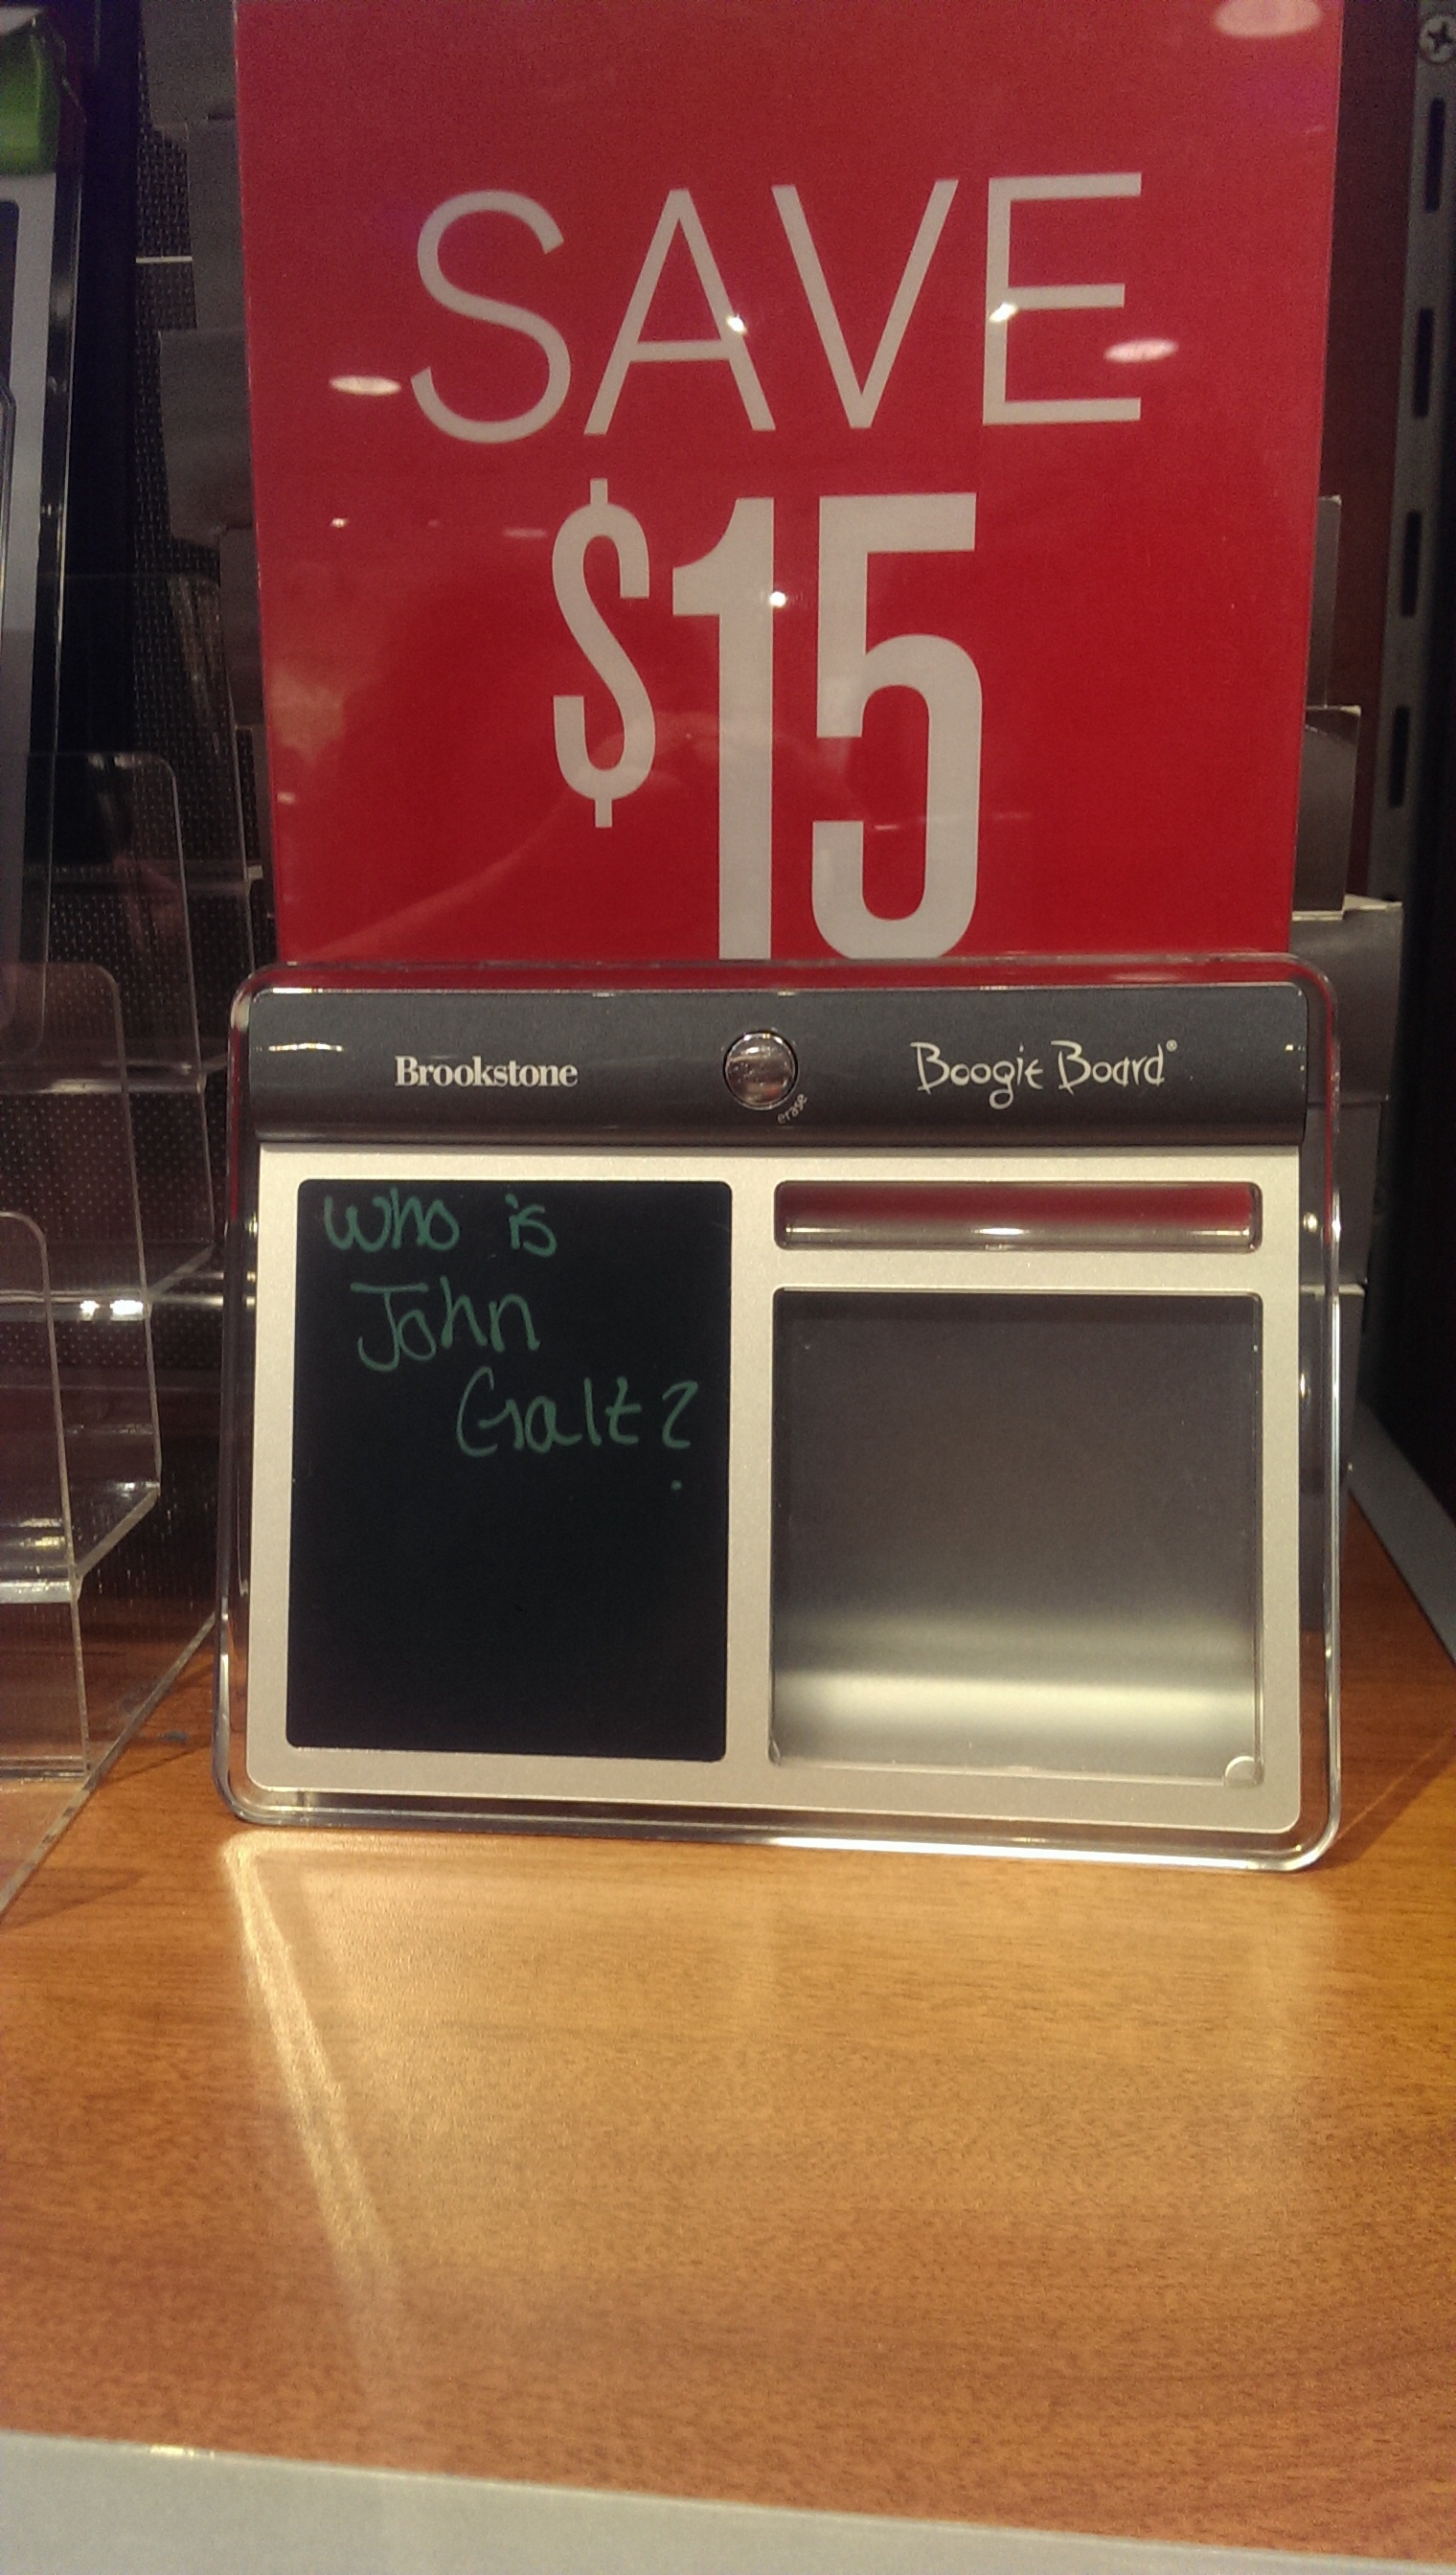 SAVE
$15
Brookstone
erase
Boogie Board®
Who is
John
Galt?